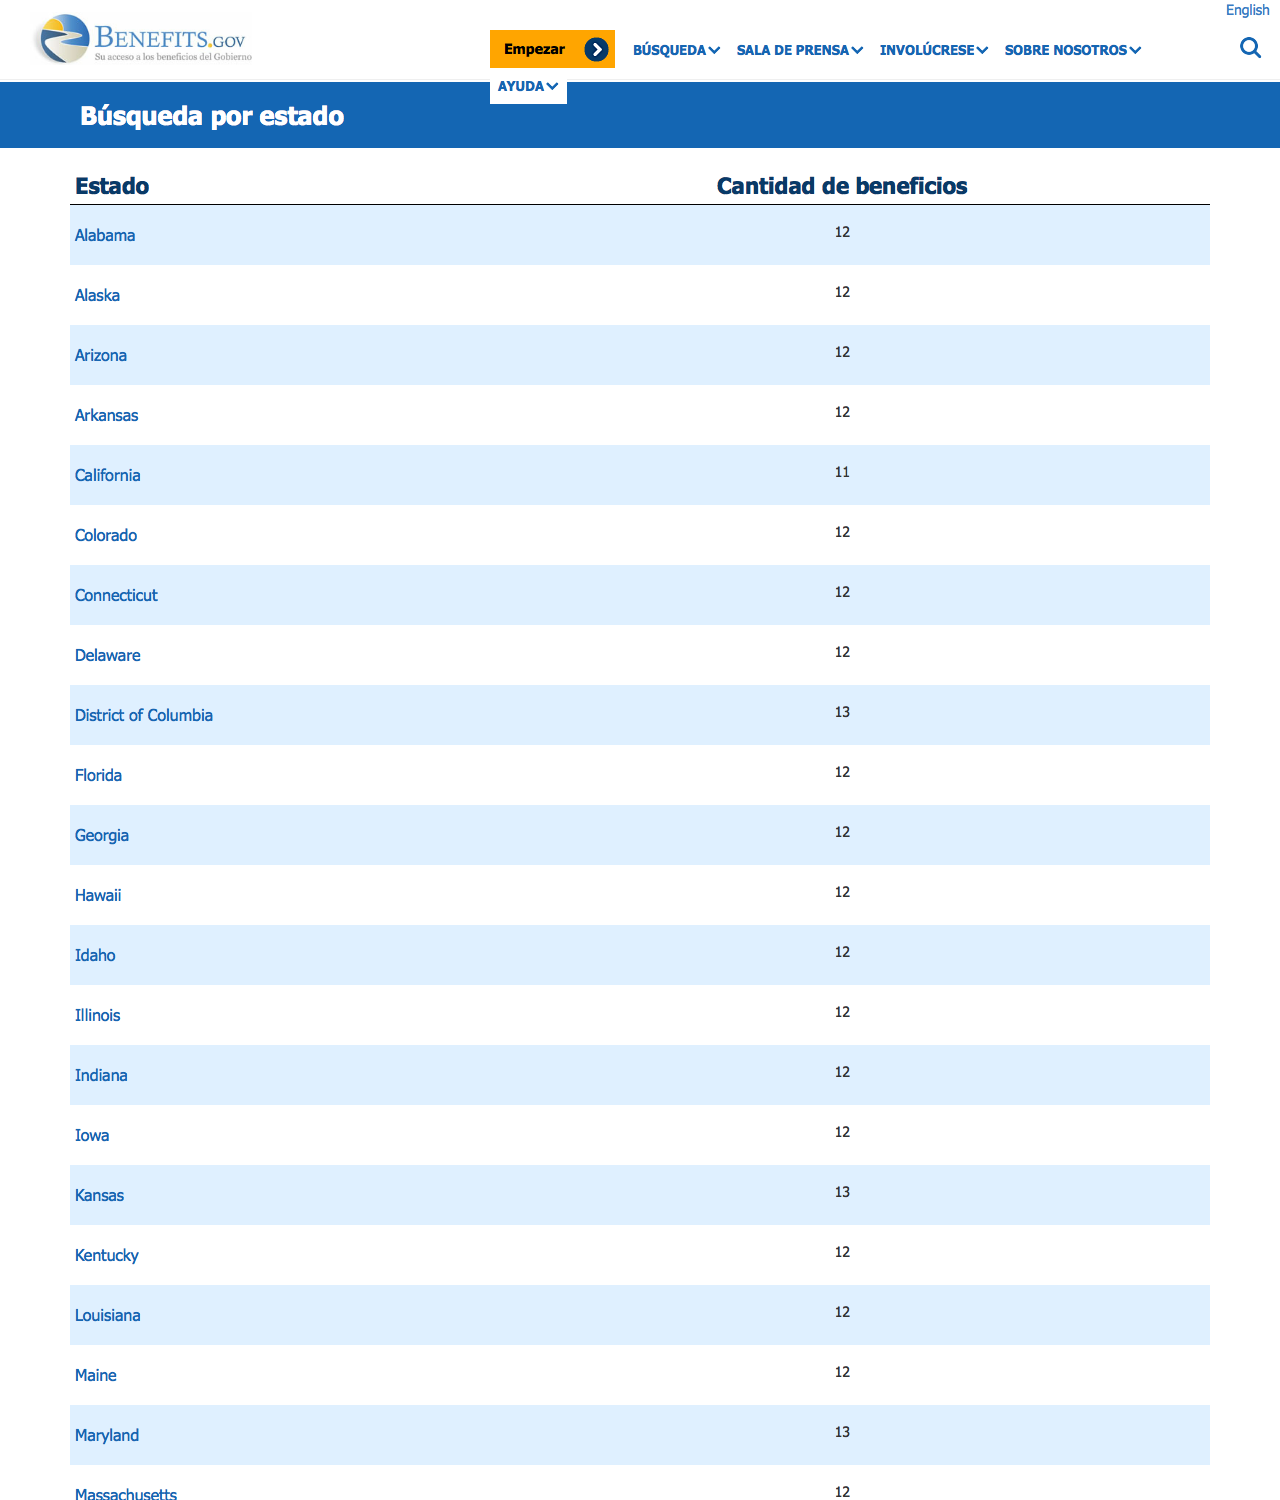 English
BENEFITS.GOV
Su acceso a los beneficios del Gobierno
Empezar
BÚSQUEDA
SALA DE PRENSA
INVOLÚCRESE
SOBRE NOSOTROS
AYUDA
Búsqueda por estado
Estado Cantidad de beneficios
Alabama 12
Alaska 12
Arizona 12
Arkansas 12
California 11
Colorado 12
Connecticut 12
Delaware 12
District of Columbia 13
Florida 12
Georgia 12
Hawaii 12
Idaho 12
Illinois 12
Indiana 12
Iowa 12
Kansas 13
Kentucky 12
Louisiana 12
Maine 12
Maryland 13
Massachusetts 12